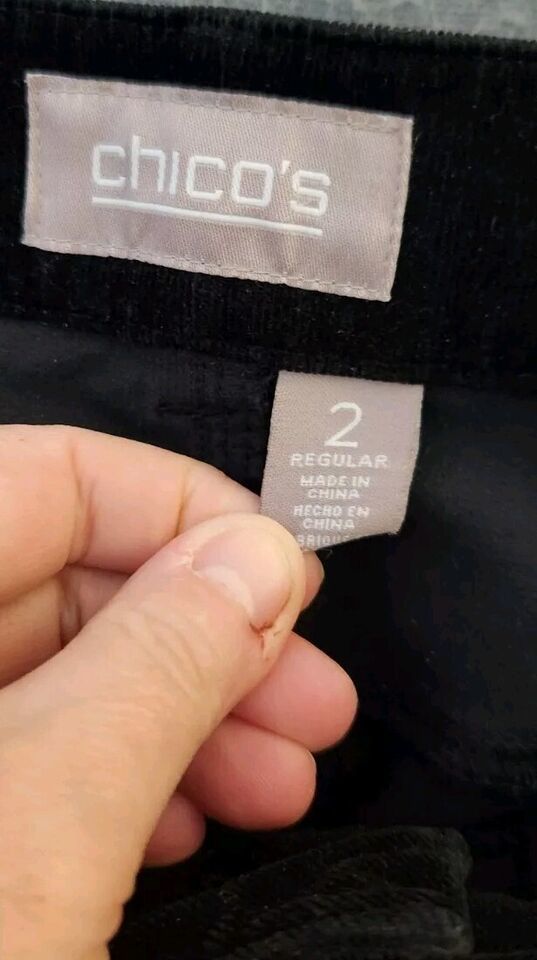 chico's
2
REGULAR
MADE IN
CHINA
HECHO EN
CHINA